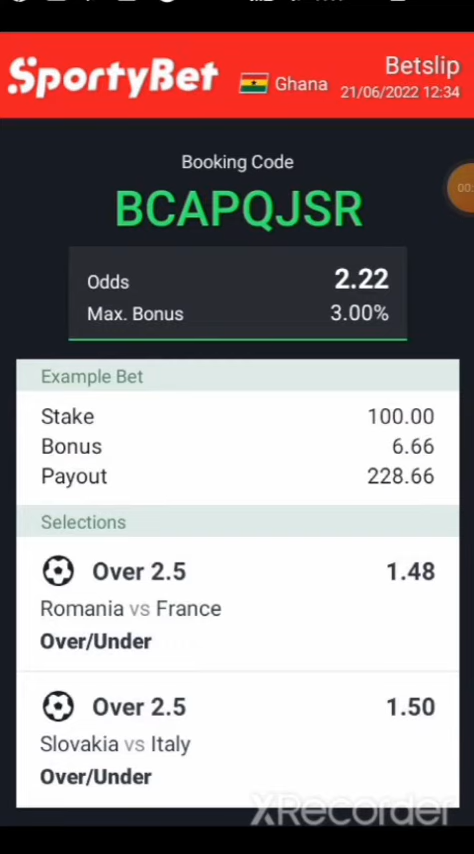 SportyBet Ghana Betslip
21/06/2022 12:34
Booking Code
BCAPQJSR
Odds 2.22
Max. Bonus 3.00%
Example Bet
Stake 100.00
Bonus 6.66
Payout 228.66
Selections
Over 2.5 1.48
Romania vs France
Over/Under
Over 2.5 1.50
Slovakia vs Italy
Over/Under
XRecorder